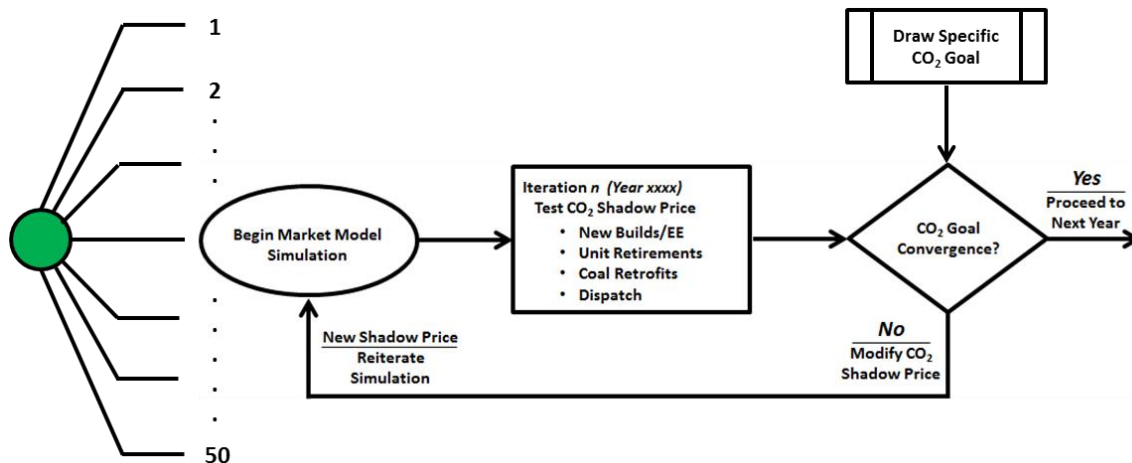 1
2
.
.
.
.
.
.
.
.
50
Begin Market Model
Simulation
Iteration n (Year xxxx)
Test CO₂ Shadow Price
• New Builds/EE
• Unit Retirements
• Coal Retrofits
• Dispatch
Draw Specific
CO₂ Goal
CO₂ Goal
Convergence?
Yes
Proceed to
Next Year
No
Modify CO₂
Shadow Price
New Shadow Price
Reiterate
Simulation